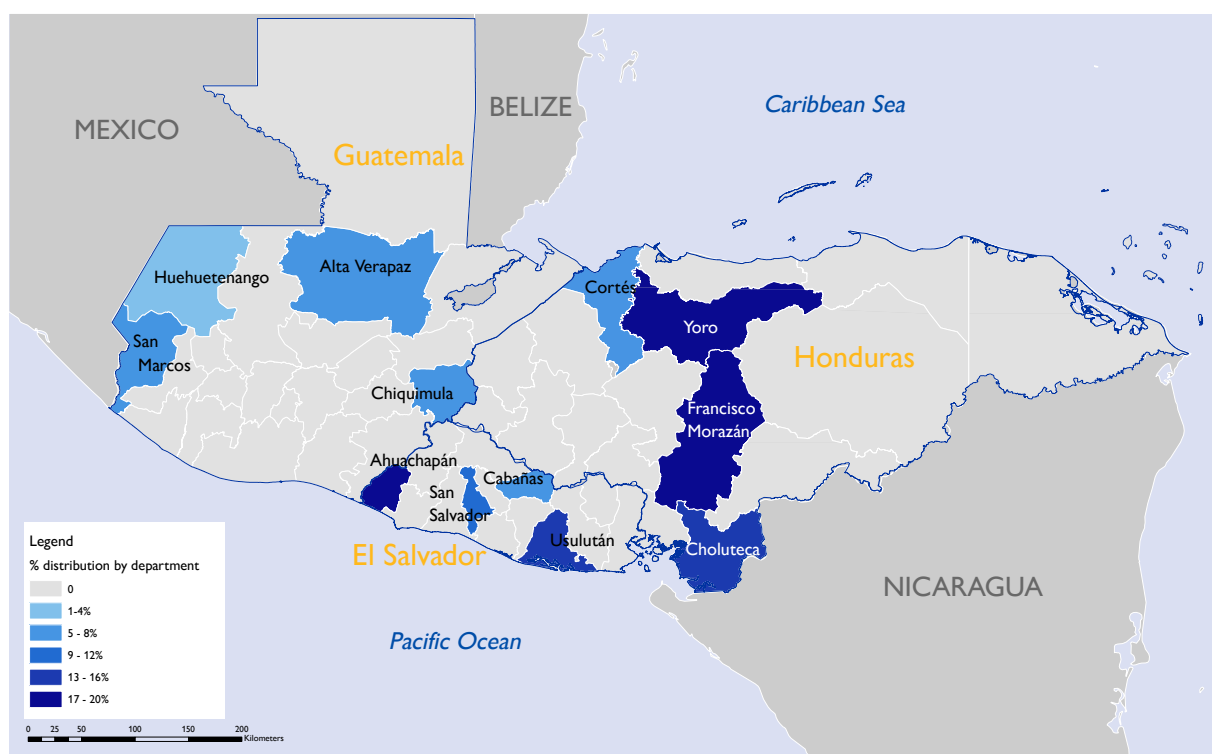 MEXICO
BELIZE
Caribbean Sea
Guatemala
Huehuetenango
Alta Verapaz
Cortés
San
Marcos
Yoro
Honduras
Chiquimula
Francisco
Morazán
Ahuachapán
Cabañas
San
Salvador
Usulután
Choluteca
El Salvador
NICARAGUA
Pacific Ocean
Legend
% distribution by department
0
1-4%
5 - 8%
9 - 12%
13 - 16%
17 - 20%
0 25 50 100 150 200
Kilometers